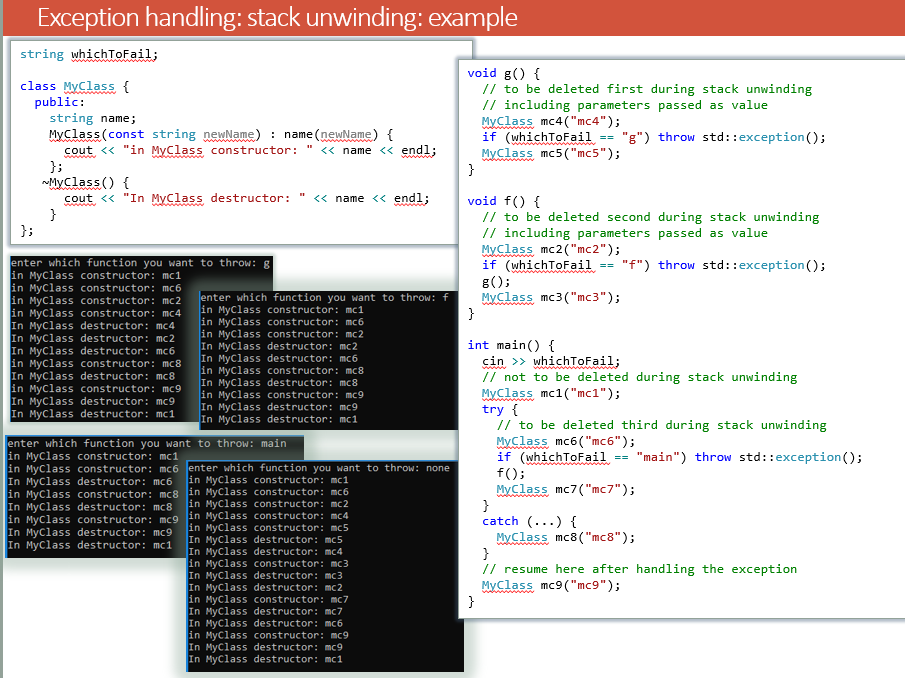 Exception handling: stack unwinding: example
string whichToFail;
class MyClass {
public:
string name;
MyClass(const string newName) : name(newName) {
cout << "in MyClass constructor: " << name << endl;
};
~MyClass() {
cout << "In MyClass destructor: " << name << endl;
}
};
void g() {
// to be deleted first during stack unwinding
// including parameters passed as value
MyClass mc4("mc4");
if (whichToFail == "g") throw std::exception();
MyClass mc5("mc5");
}
void f() {
// to be deleted second during stack unwinding
// including parameters passed as value
MyClass mc2("mc2");
if (whichToFail == "f") throw std::exception();
g();
MyClass mc3("mc3");
}
int main() {
cin >> whichToFail;
// not to be deleted during stack unwinding
MyClass mc1("mc1");
try {
// to be deleted third during stack unwinding
MyClass mc6("mc6");
if (whichToFail == "main") throw std::exception();
f();
MyClass mc7("mc7");
}
catch (...) {
MyClass mc8("mc8");
}
// resume here after handling the exception
MyClass mc9("mc9");
}
enter which function you want to throw: g
in MyClass constructor: mc1
in MyClass constructor: mc6
in MyClass constructor: mc2
in MyClass constructor: mc4
In MyClass destructor: mc4
In MyClass destructor: mc2
In MyClass destructor: mc6
in MyClass constructor: mc8
In MyClass destructor: mc8
in MyClass constructor: mc9
In MyClass destructor: mc9
In MyClass destructor: mc1
enter which function you want to throw: f
in MyClass constructor: mc1
in MyClass constructor: mc6
in MyClass constructor: mc2
In MyClass destructor: mc2
In MyClass destructor: mc6
in MyClass constructor: mc8
In MyClass destructor: mc8
in MyClass constructor: mc9
In MyClass destructor: mc9
In MyClass destructor: mc1
enter which function you want to throw: main
in MyClass constructor: mc1
in MyClass constructor: mc6
In MyClass destructor: mc6
in MyClass constructor: mc8
In MyClass destructor: mc8
in MyClass constructor: mc9
In MyClass destructor: mc9
In MyClass destructor: mc1
enter which function you want to throw: none
in MyClass constructor: mc1
in MyClass constructor: mc6
in MyClass constructor: mc2
in MyClass constructor: mc4
in MyClass constructor: mc5
In MyClass destructor: mc5
In MyClass destructor: mc4
in MyClass constructor: mc3
In MyClass destructor: mc3
In MyClass destructor: mc2
in MyClass constructor: mc7
In MyClass destructor: mc7
In MyClass destructor: mc6
in MyClass constructor: mc9
In MyClass destructor: mc9
In MyClass destructor: mc1